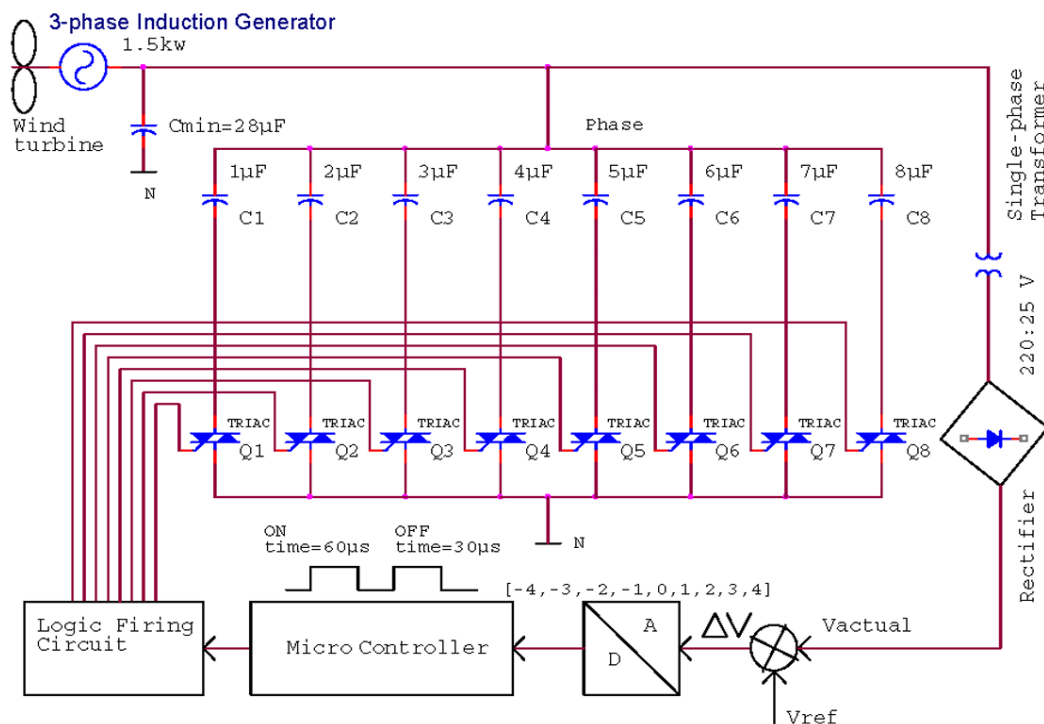 3-phase Induction Generator
1.5kw
Wind
turbine
Cmin=28µF
N
Phase
1µF 2µF 3µF 4µF 5µF 6µF 7µF 8µF
C1 C2 C3 C4 C5 C6 C7 C8
Single-phase
Transformer
220:25 V
TRIAC TRIAC TRIAC TRIAC TRIAC TRIAC TRIAC TRIAC
Q1 Q2 Q3 Q4 Q5 Q6 Q7 Q8
Rectifier
N
ON
time=60µs
OFF
time=30µs
[-4,-3,-2,-1,0,1,2,3,4]
Logic Firing
Circuit
Micro Controller
A
D
ΔV
Vactual
Vref